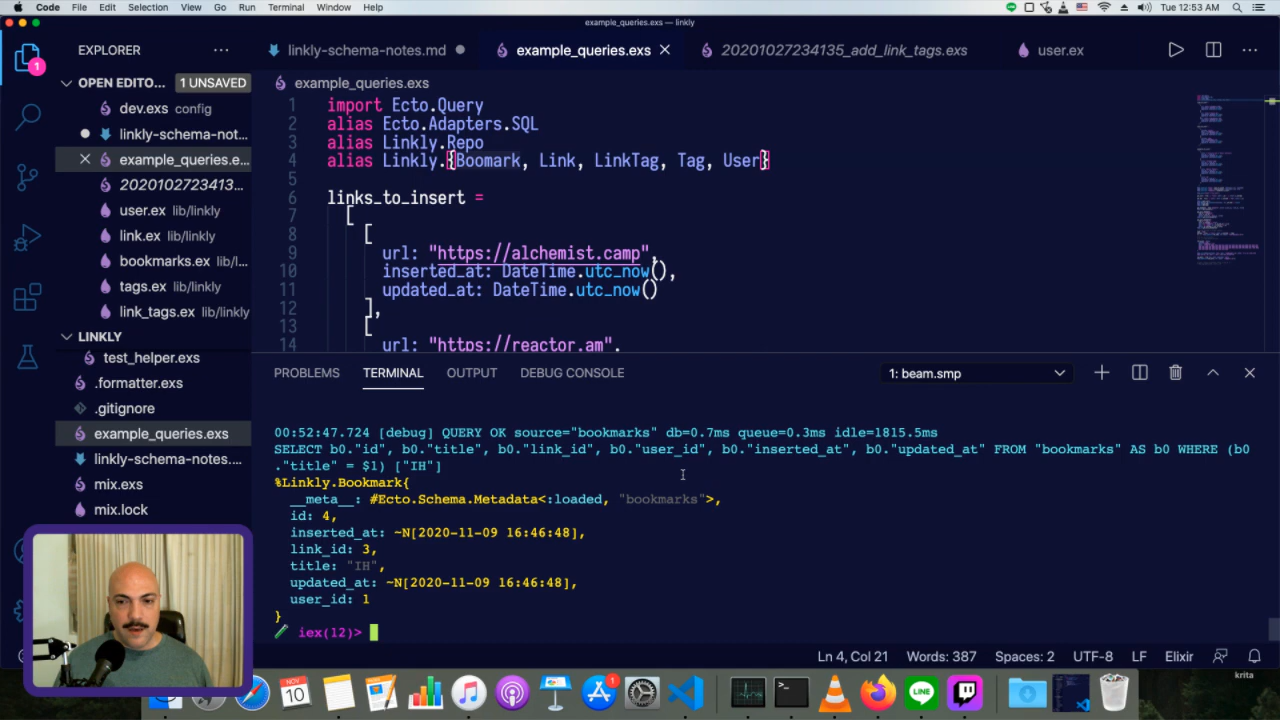 Code File Edit Selection View Go Run Terminal Window Help Tue 12:53 AM
example_queries.exs — linkly
EXPLORER
OPEN EDITO... 1 UNSAVED
dev.exs config
linkly-schema-not...
example_queries.e...
2020102723413...
user.ex lib/linkly
link.ex lib/linkly
bookmarks.ex lib/l...
tags.ex lib/linkly
link_tags.ex lib/linkly
LINKLY
test_helper.exs
.formatter.exs
.gitignore
example_queries.exs
linkly-schema-notes....
mix.exs
mix.lock
1
linkly-schema-notes.md example_queries.exs 20201027234135_add_link_tags.exs user.ex
example_queries.exs
1 import Ecto.Query
2 alias Ecto.Adapters.SQL
3 alias Linkly.Repo
4 alias Linkly.{Boomark, Link, LinkTag, Tag, User}
5
6 links_to_insert =
7 [
8 [
9 url: "https://alchemist.camp",
10 inserted_at: DateTime.utc_now(),
11 updated_at: DateTime.utc_now()
12 ],
13 [
14 url: "https://reactor.am",
PROBLEMS TERMINAL OUTPUT DEBUG CONSOLE 1: beam.smp
00:52:47.724 [debug] QUERY OK source="bookmarks" db=0.7ms queue=0.3ms idle=1815.5ms
SELECT b0."id", b0."title", b0."link_id", b0."user_id", b0."inserted_at", b0."updated_at" FROM "bookmarks" AS b0 WHERE (b0
."title" = $1) ["IH"]
%Linkly.Bookmark{
__meta__: #Ecto.Schema.Metadata<:loaded, "bookmarks">,
id: 4,
inserted_at: ~N[2020-11-09 16:46:48],
link_id: 3,
title: "IH",
updated_at: ~N[2020-11-09 16:46:48],
user_id: 1
}
iex(12)>
Ln 4, Col 21 Words: 387 Spaces: 2 UTF-8 LF Elixir
NOV
10
1
LINE
krita